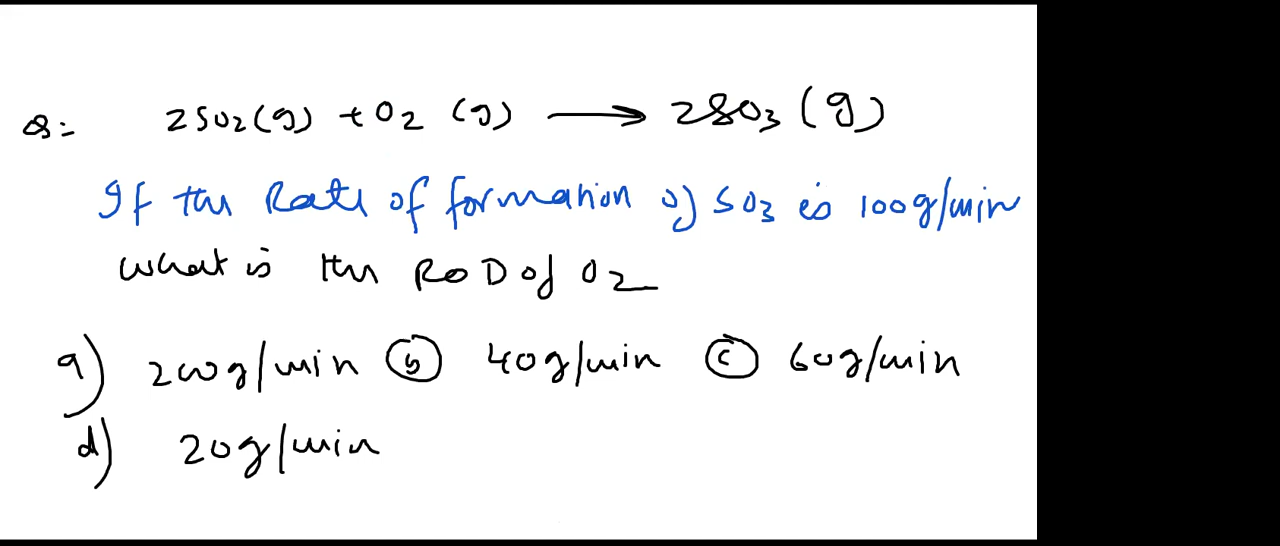 Q: 2SO2(g) + O2 (g) ⟶ 2SO3 (g)
If the Rate of formation of SO3 is 100g/min
what is the RoD of O2
a) 200g/min (b) 40g/min (c) 60g/min
d) 20g/min